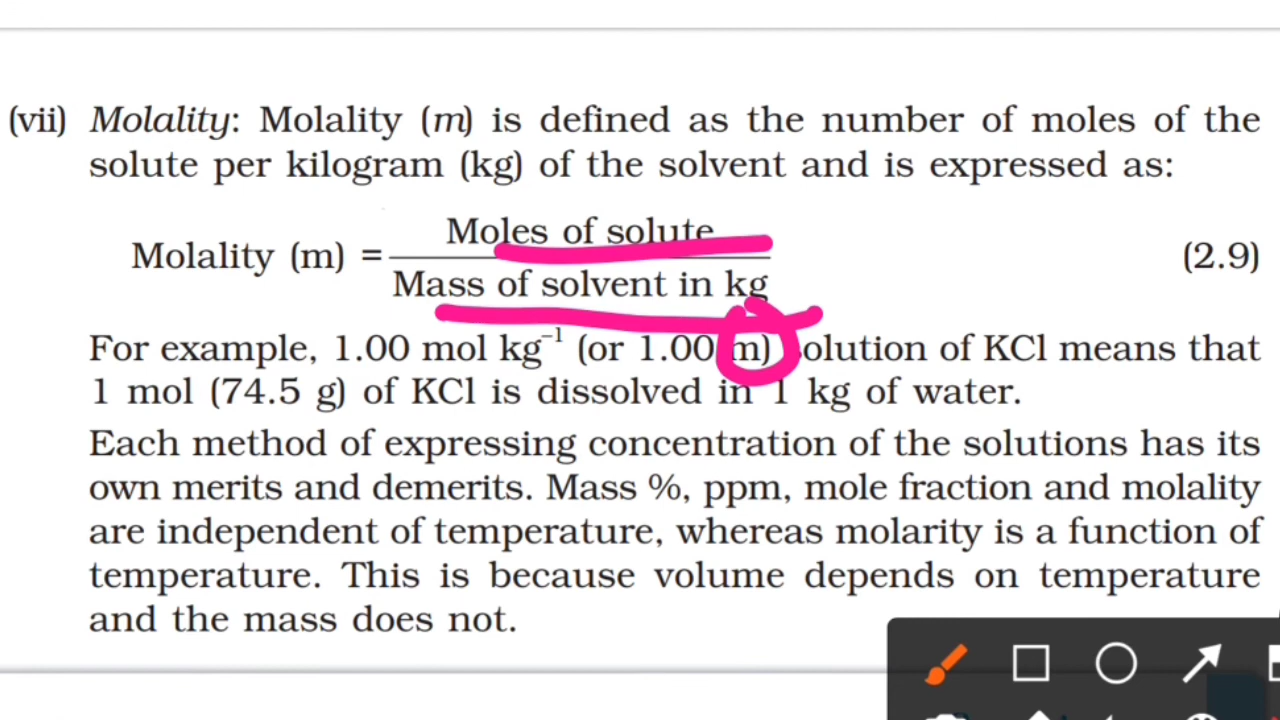 (vii) Molality: Molality (m) is defined as the number of moles of the
solute per kilogram (kg) of the solvent and is expressed as:
Moles of solute
Molality (m) = (2.9)
Mass of solvent in kg
For example, 1.00 mol kg⁻¹ (or 1.00 m) solution of KCl means that
1 mol (74.5 g) of KCl is dissolved in 1 kg of water.
Each method of expressing concentration of the solutions has its
own merits and demerits. Mass %, ppm, mole fraction and molality
are independent of temperature, whereas molarity is a function of
temperature. This is because volume depends on temperature
and the mass does not.